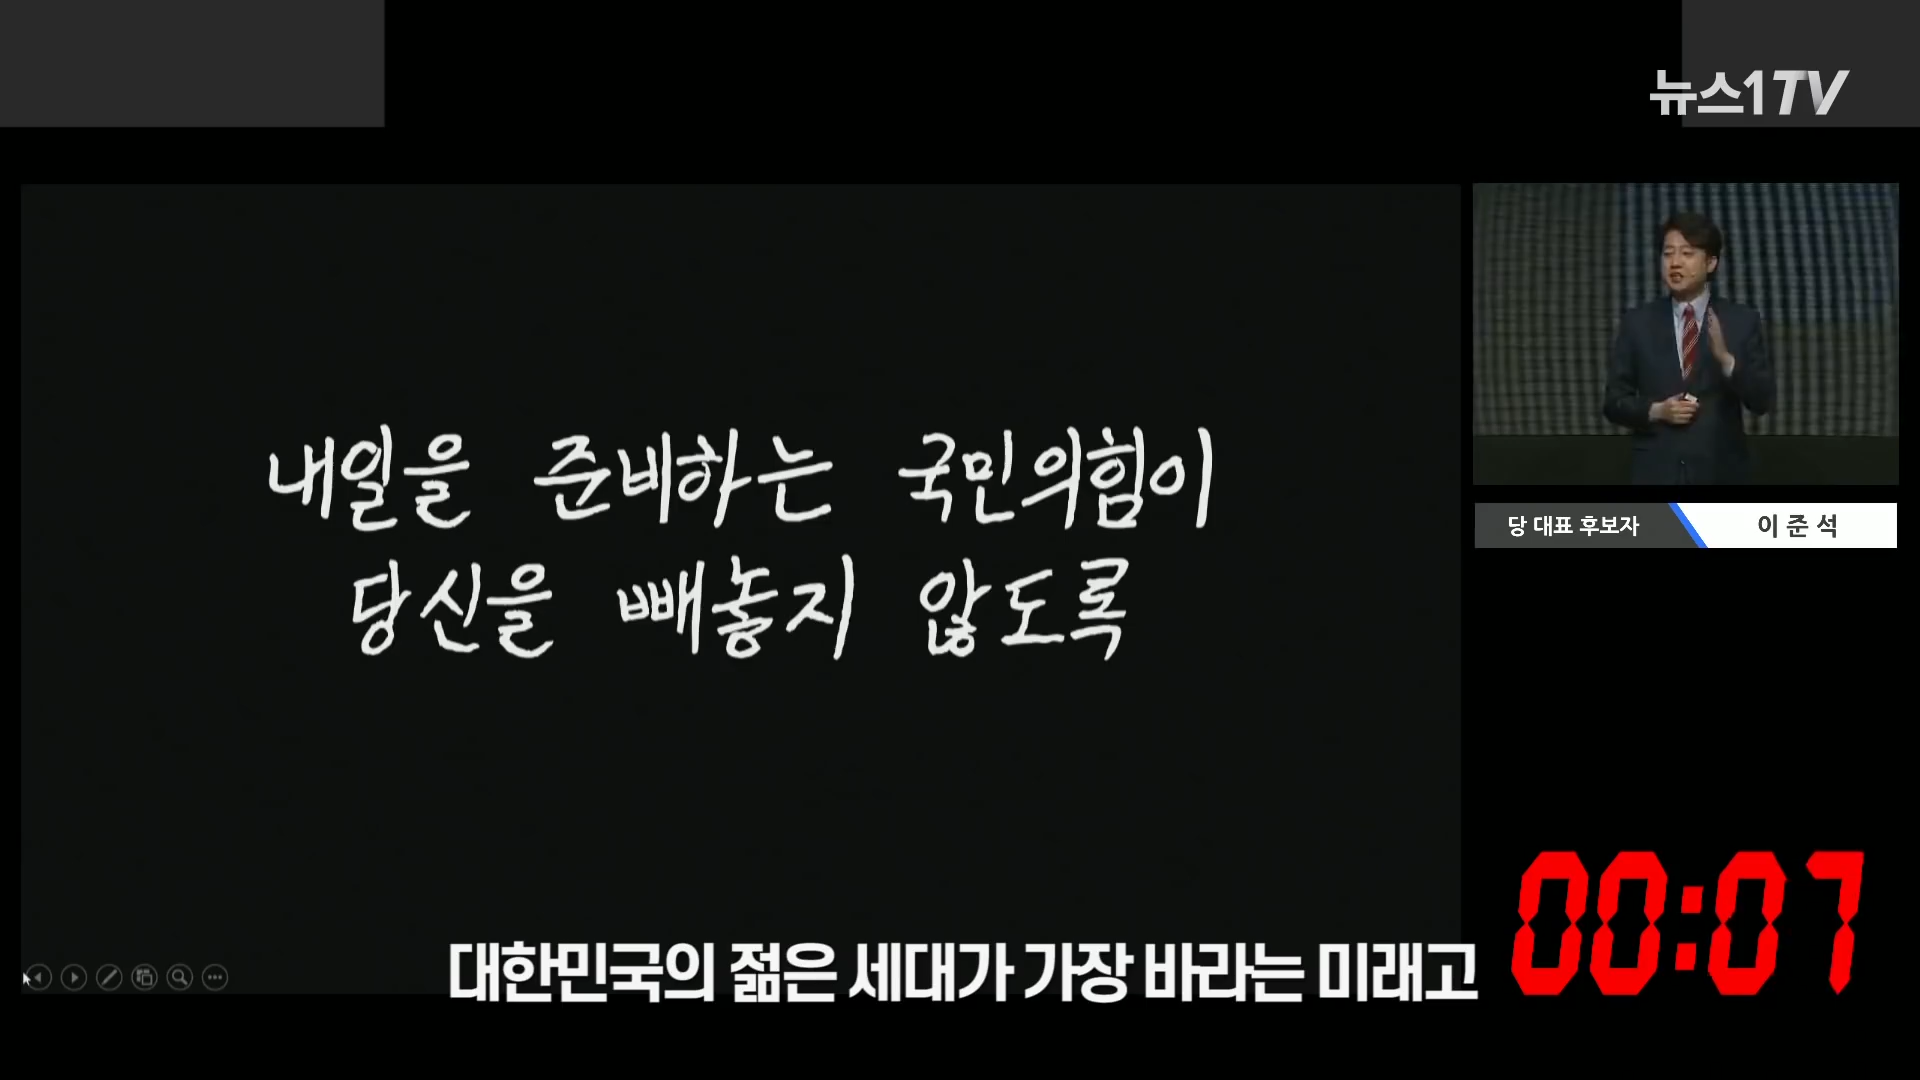 뉴스1TV
내일을 준비하는 국민의힘이
당신을 빼놓지 않도록
당 대표 후보자
이준석
대한민국의 젊은 세대가 가장 바라는 미래고
00:07